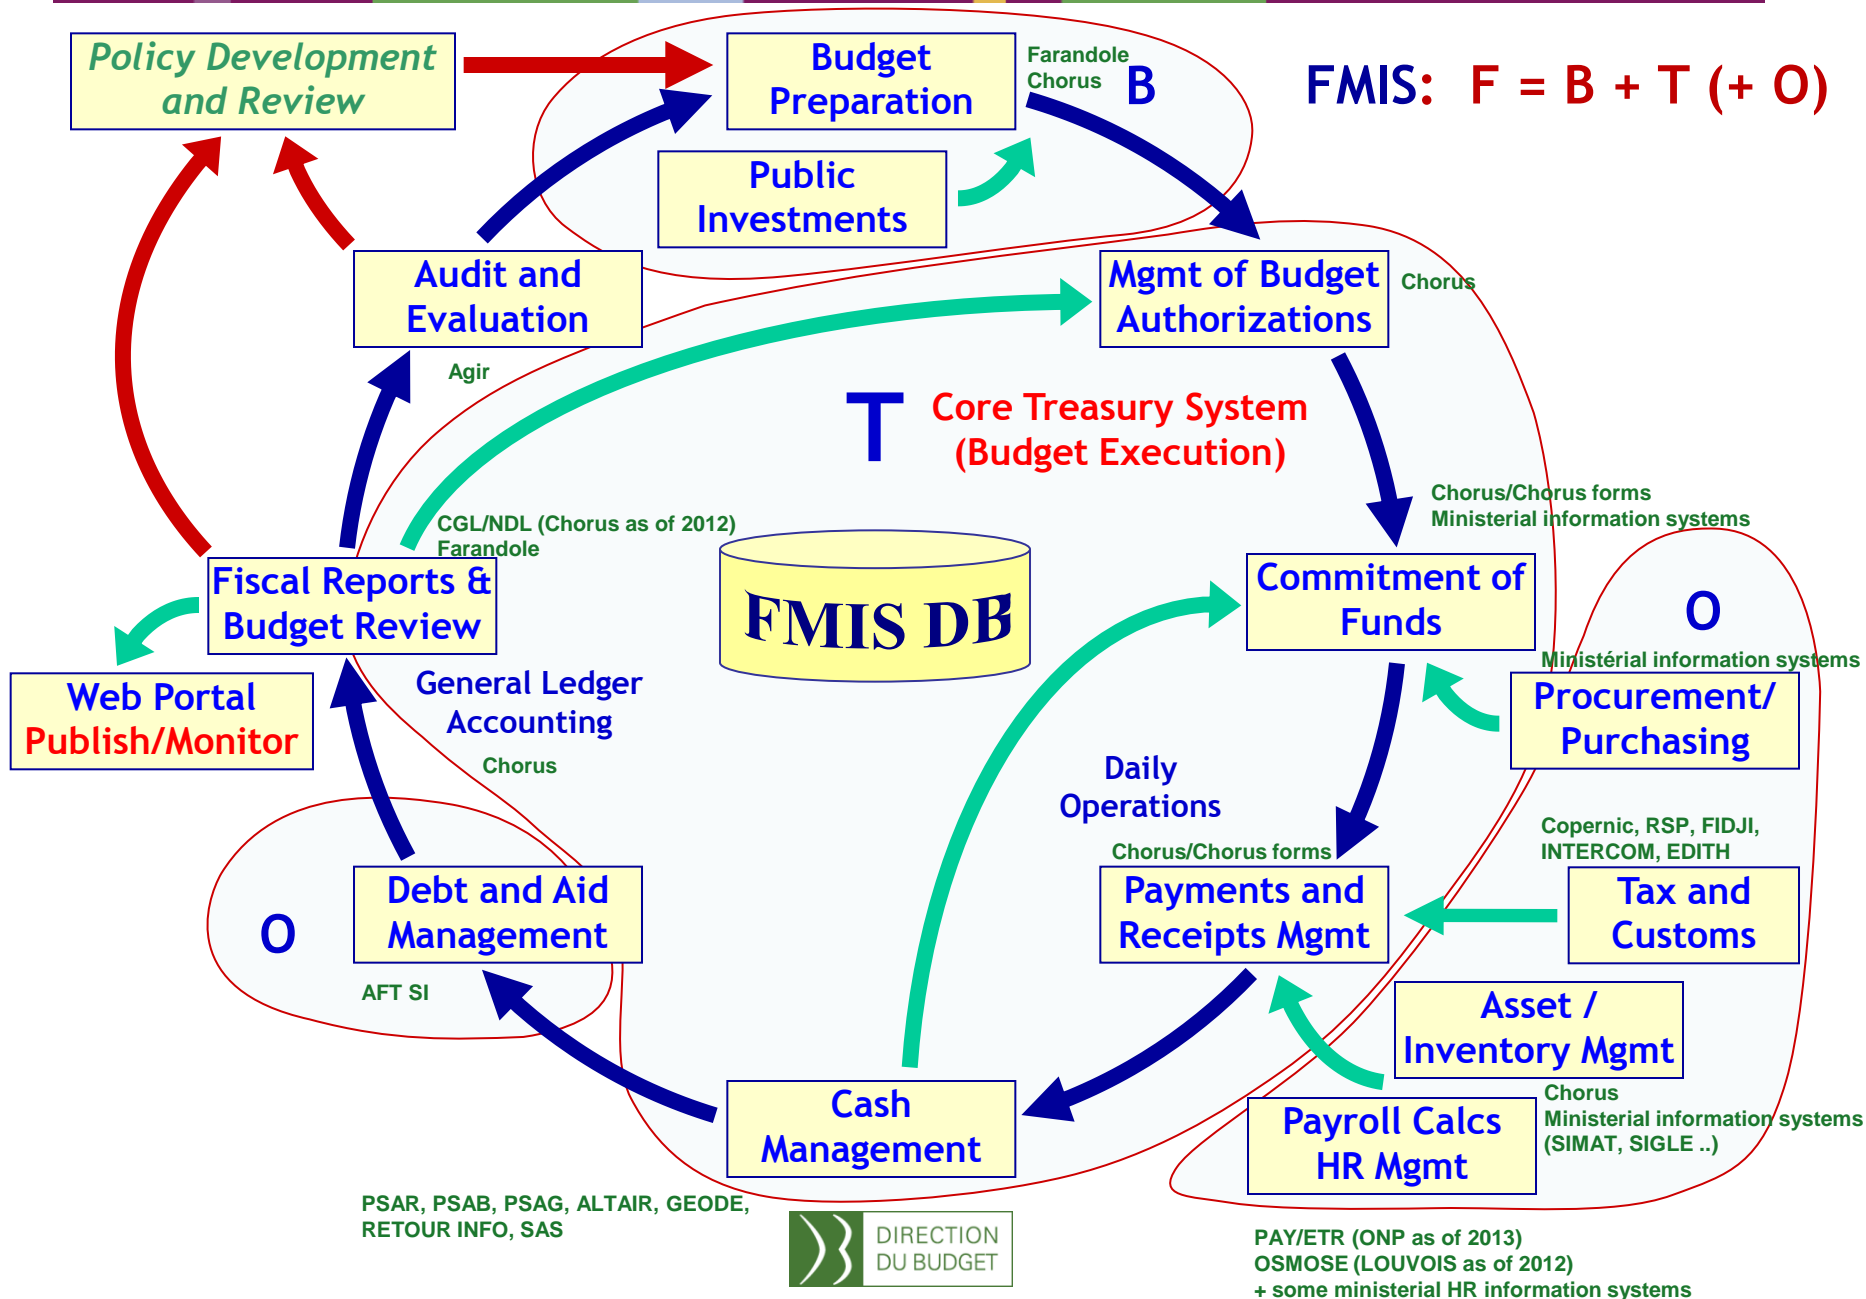 Policy Development
and Review
Budget
Preparation
Farandole
Chorus
B
FMIS: F = B + T (+ O)
Public
Investments
Audit and
Evaluation
Agir
Mgmt of Budget
Authorizations
Chorus
T
Core Treasury System
(Budget Execution)
Chorus/Chorus forms
Ministerial information systems
CGL/NDL (Chorus as of 2012)
Farandole
Fiscal Reports &
Budget Review
FMIS DB
Commitment of
Funds
O
Ministérial information systems
Procurement/
Purchasing
Web Portal
Publish/Monitor
General Ledger
Accounting
Chorus
Daily
Operations
Chorus/Chorus forms
Payments and
Receipts Mgmt
Copernic, RSP, FIDJI,
INTERCOM, EDITH
Tax and
Customs
O
Debt and Aid
Management
AFT SI
Asset /
Inventory Mgmt
Chorus
Ministerial information systems
(SIMAT, SIGLE ..)
Cash
Management
Payroll Calcs
HR Mgmt
PSAR, PSAB, PSAG, ALTAIR, GEODE,
RETOUR INFO, SAS
DIRECTION
DU BUDGET
PAY/ETR (ONP as of 2013)
OSMOSE (LOUVOIS as of 2012)
+ some ministerial HR information systems